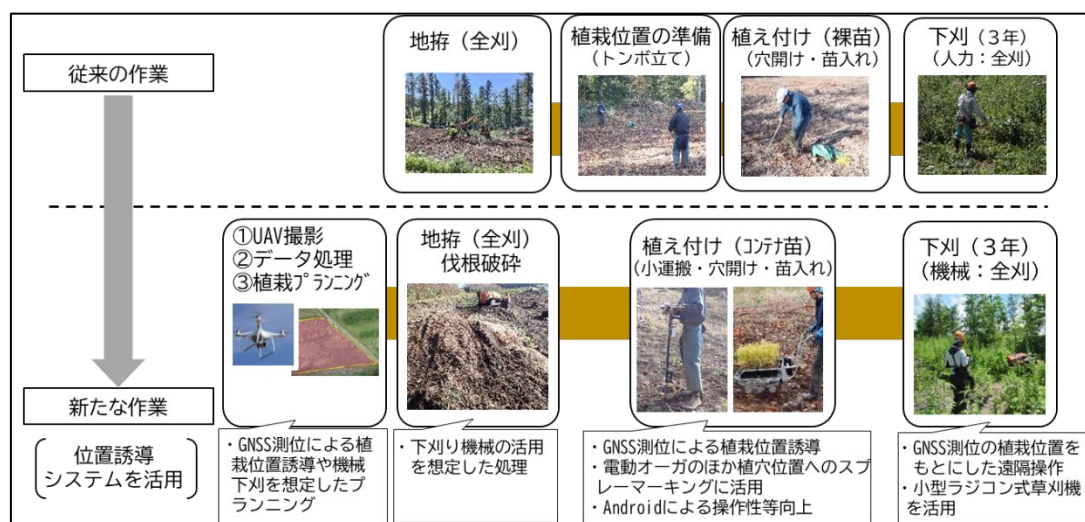 従来の作業
地拵（全刈）
植栽位置の準備
（トンボ立て）
植え付け（裸苗）
（穴開け・苗入れ）
下刈（３年）
（人力：全刈）
①UAV撮影
②データ処理
③植栽ﾌﾟﾗﾝﾆﾝｸﾞ
地拵（全刈）
伐根破砕
植え付け（ｺﾝﾃﾅ苗）
（小運搬・穴開け・苗入れ）
下刈（３年）
（機械：全刈）
新たな作業
位置誘導
システムを活用
・GNSS測位による植
栽位置誘導や機械
下刈を想定したプ
ランニング
・下刈り機械の活用
を想定した処理
・GNSS測位による植栽位置誘導
・電動オーガのほか植穴位置へのスプ
レーマーキングに活用
・Androidによる操作性等向上
・GNSS測位の植栽位置を
もとにした遠隔操作
・小型ラジコン式草刈機
を活用